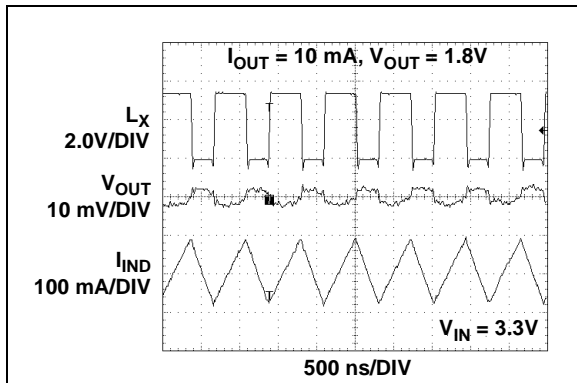 I_OUT = 10 mA, V_OUT = 1.8V
L_X
2.0V/DIV
V_OUT
10 mV/DIV
I_IND
100 mA/DIV
V_IN = 3.3V
500 ns/DIV